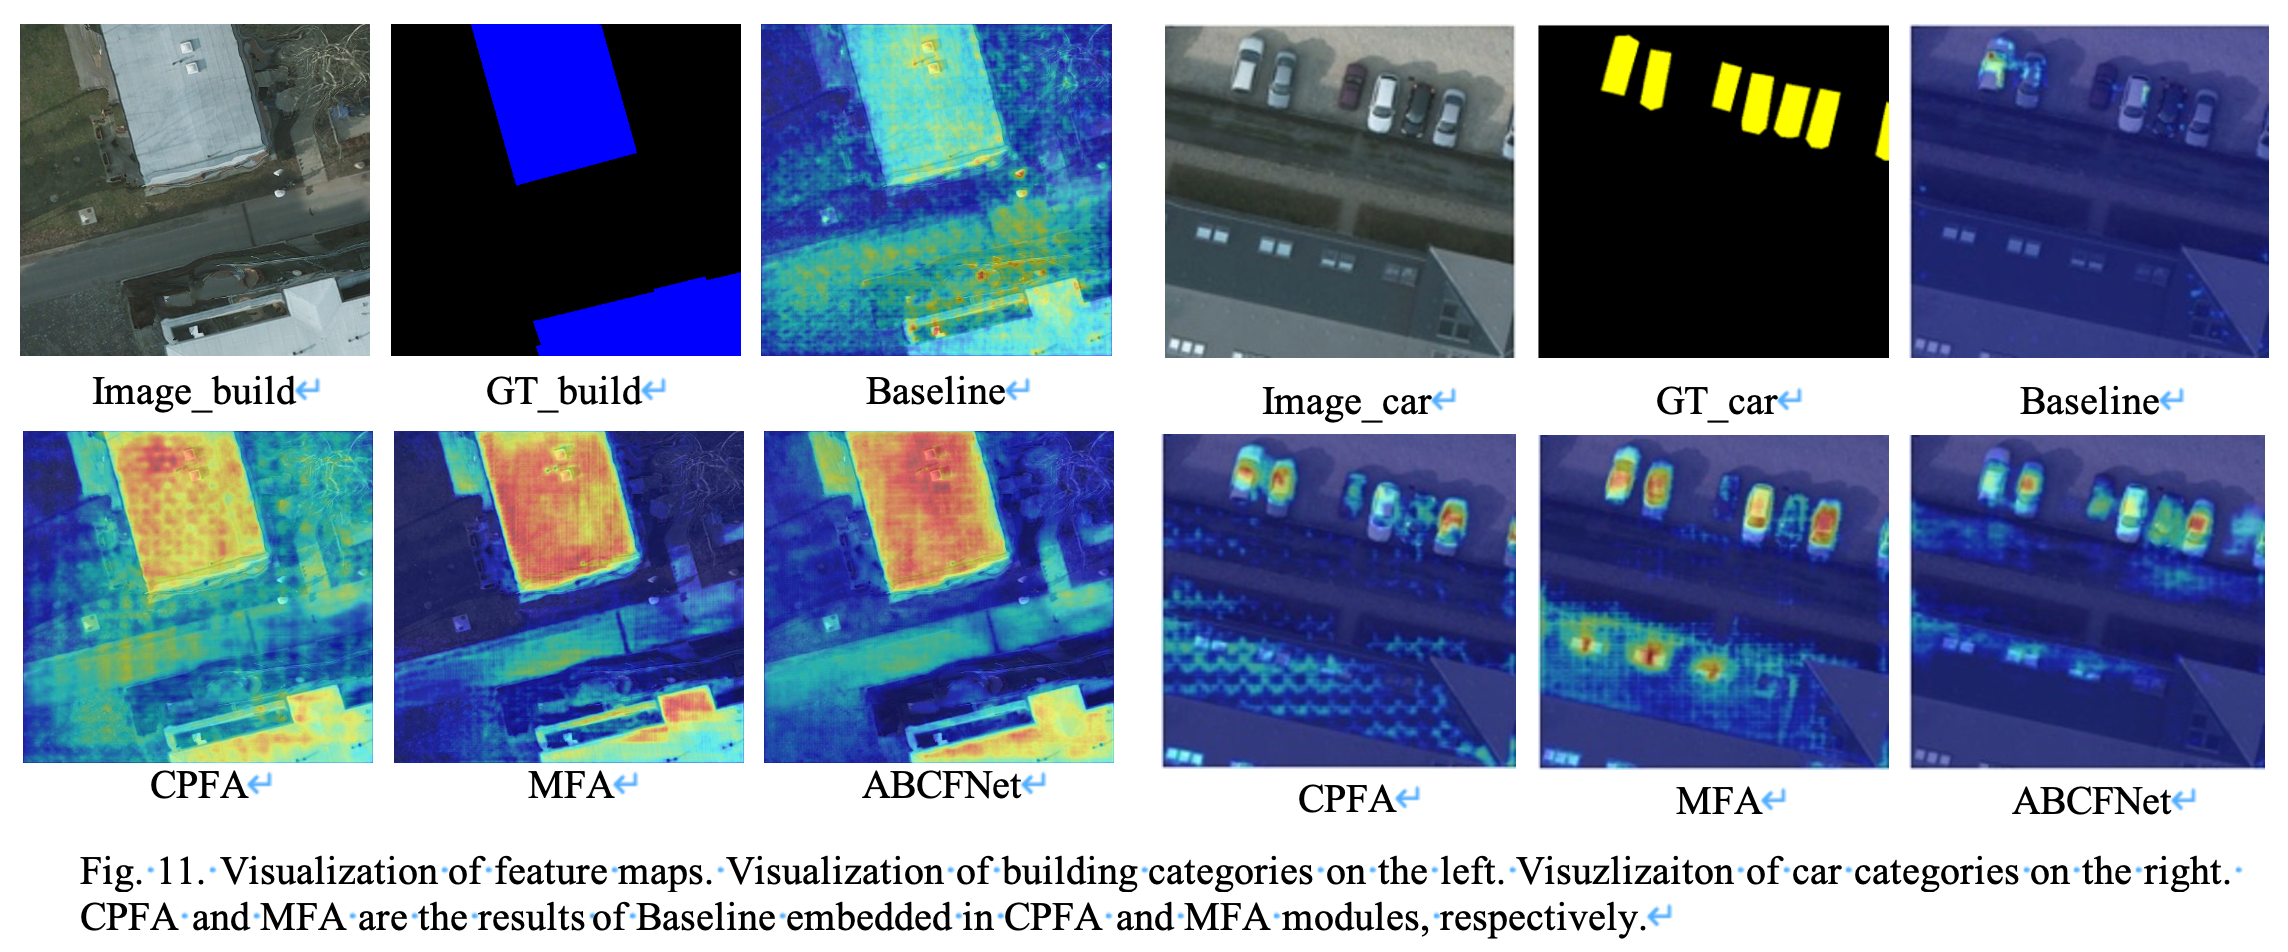 Image_build GT_build Baseline Image_car GT_car Baseline
CPFA MFA ABCFNet CPFA MFA ABCFNet
Fig. 11. Visualization of feature maps. Visualization of building categories on the left. Visuzlizaiton of car categories on the right.
CPFA and MFA are the results of Baseline embedded in CPFA and MFA modules, respectively.